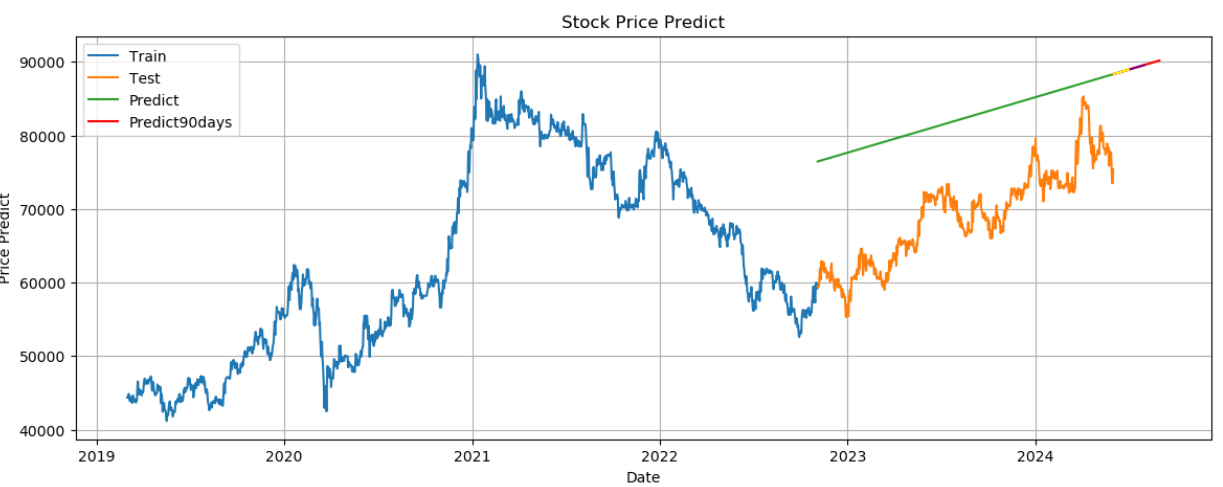 Stock Price Predict
Train
Test
Predict
Predict90days
90000
80000
70000
60000
50000
40000
Price Predict
2019
2020
2021
2022
2023
2024
Date